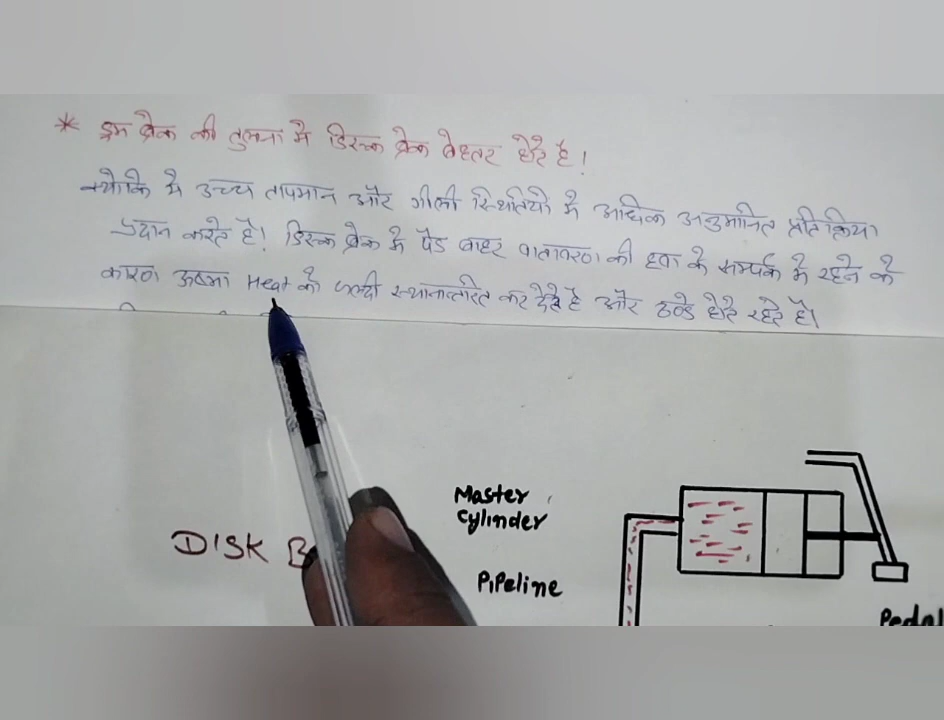 * ड्रम ब्रेक की तुलना मे डिस्क ब्रेक बेहतर होते है!
क्योकि ये उच्च तापमान और गीली स्थितियो मे अधिक अनुमानित प्रतिक्रिया
प्रदान करते है! डिस्क ब्रेक मे पैड बाहर वातावरण की हवा के सम्पर्क मे रहने के
कारण ऊष्मा Heat को जल्दी स्थानान्तरित कर देते है और ठण्डे होते रहते है।
Master
Cylinder
DISK B
Pipeline
Pedal